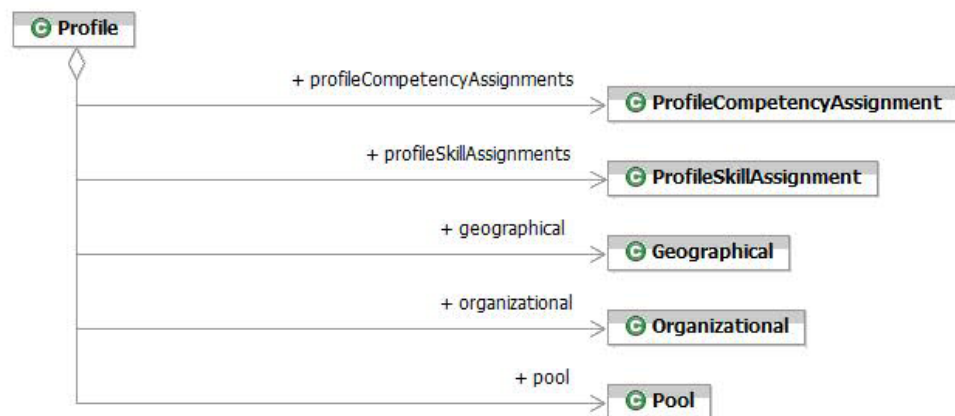 C Profile
+ profileCompetencyAssignments
C ProfileCompetencyAssignment
+ profileSkillAssignments
C ProfileSkillAssignment
+ geographical
C Geographical
+ organizational
C Organizational
+ pool
C Pool